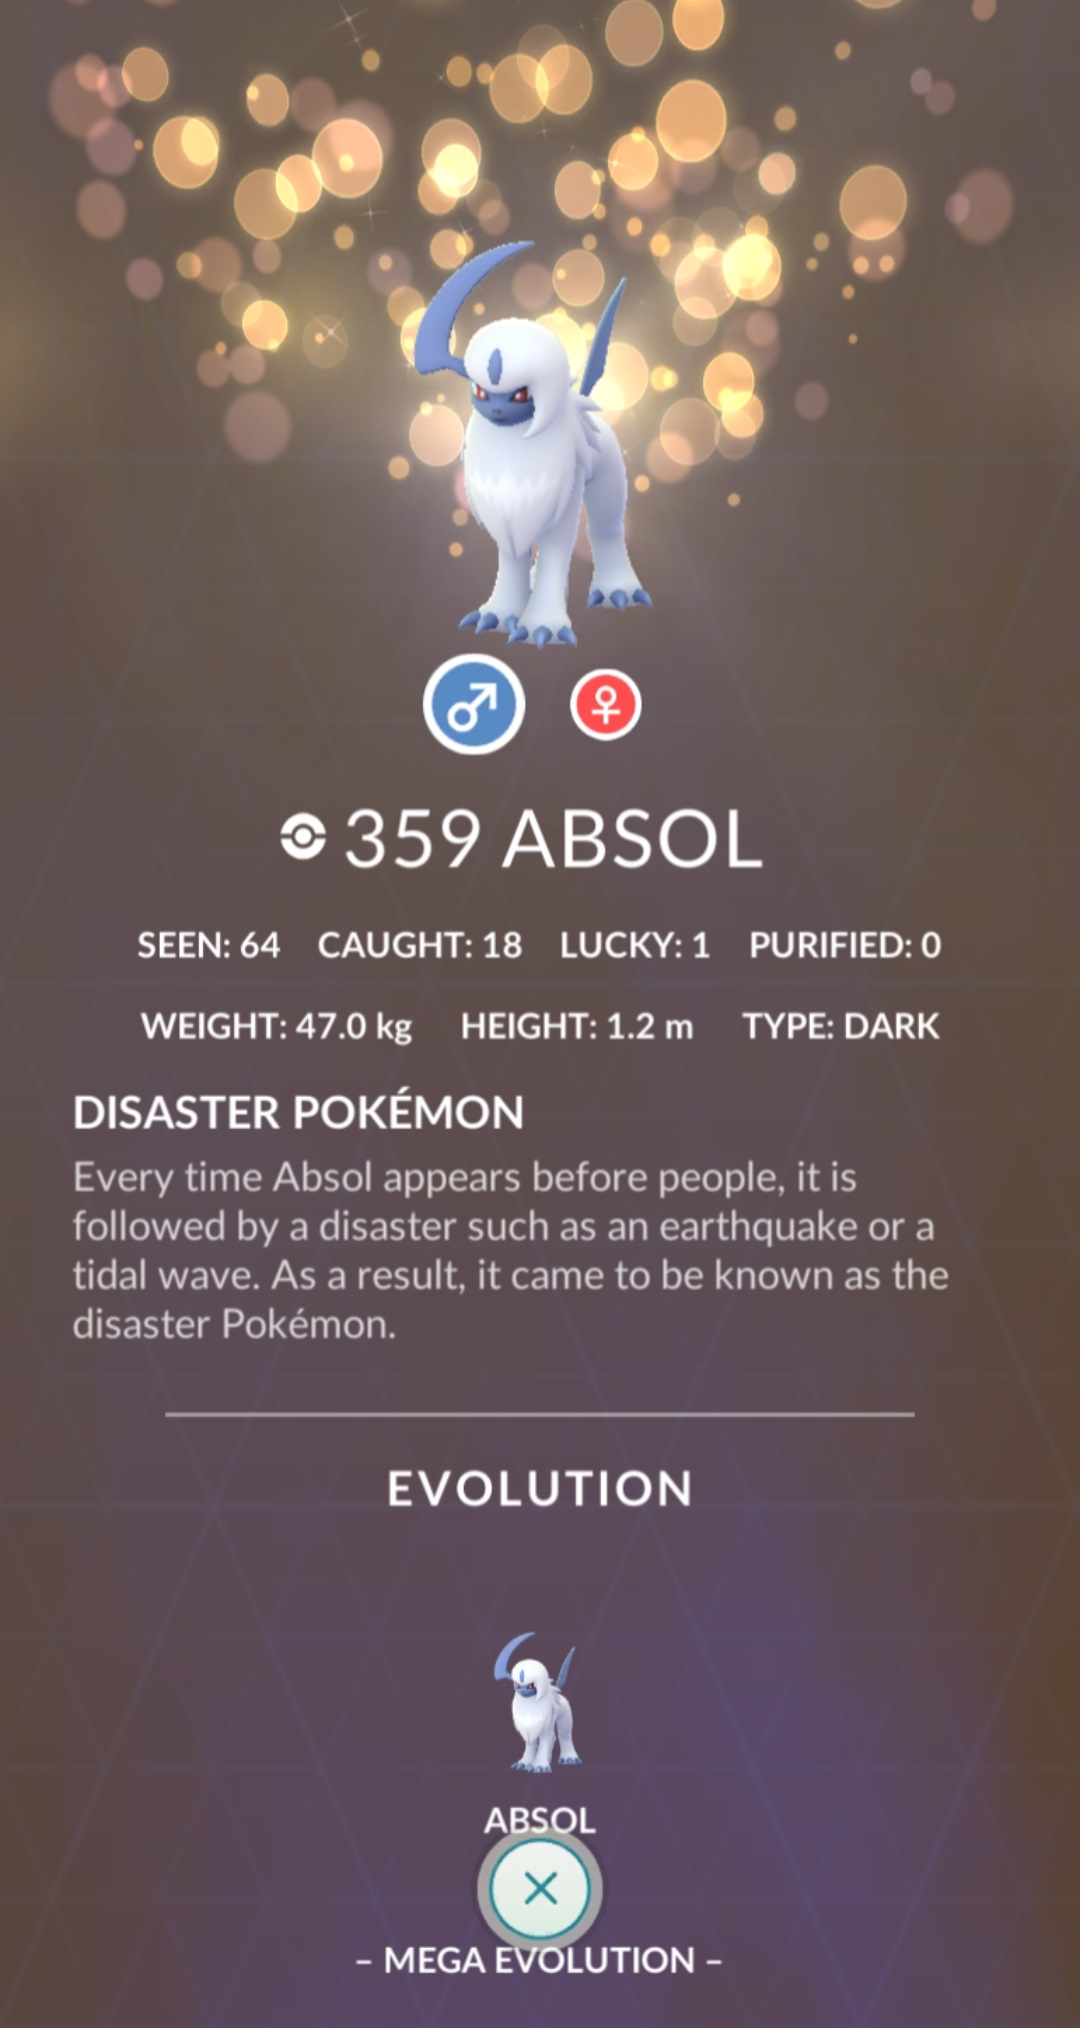 359 ABSOL
SEEN: 64 CAUGHT: 18 LUCKY: 1 PURIFIED: 0
WEIGHT: 47.0 kg HEIGHT: 1.2 m TYPE: DARK
DISASTER POKÉMON
Every time Absol appears before people, it is
followed by a disaster such as an earthquake or a
tidal wave. As a result, it came to be known as the
disaster Pokémon.
EVOLUTION
ABSOL
– MEGA EVOLUTION –